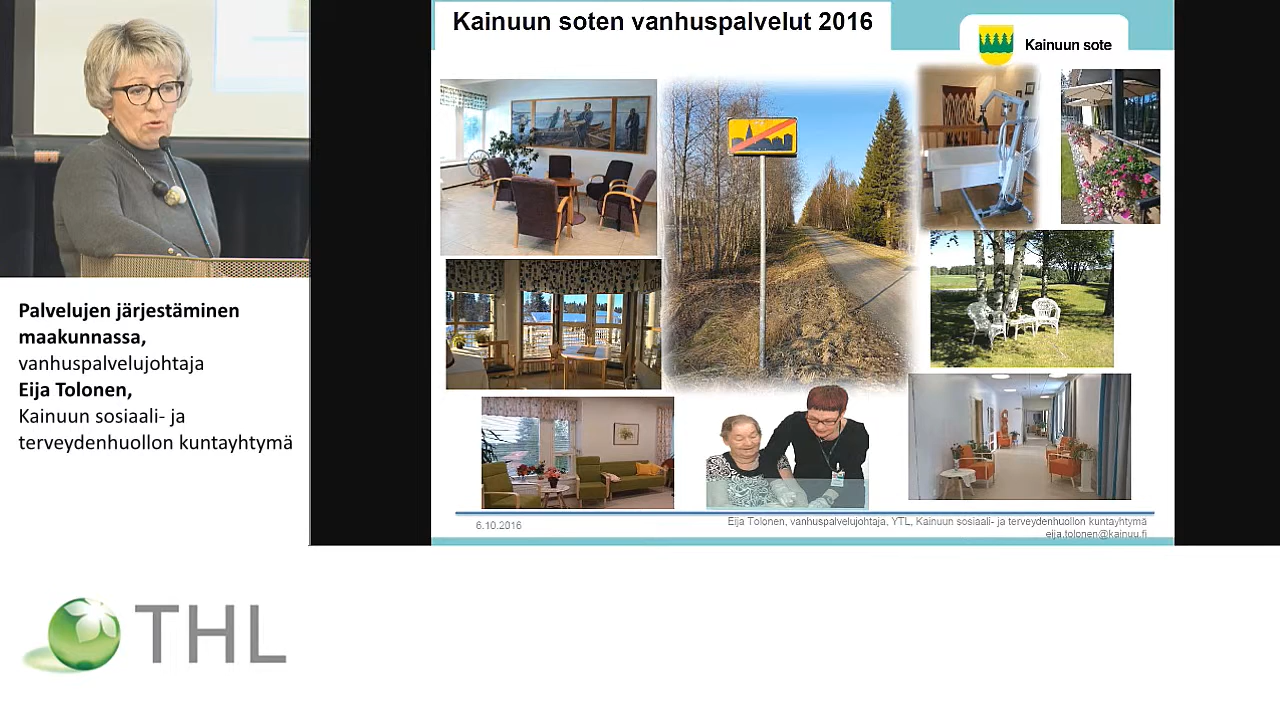 Kainuun soten vanhuspalvelut 2016
Kainuun sote
Palvelujen järjestäminen
maakunnassa,
vanhuspalvelujohtaja
Eija Tolonen,
Kainuun sosiaali- ja
terveydenhuollon kuntayhtymä
6.10.2016
Eija Tolonen, vanhuspalvelujohtaja, YTL, Kainuun sosiaali- ja terveydenhuollon kuntayhtymä
eija.tolonen@kainuu.fi
THL